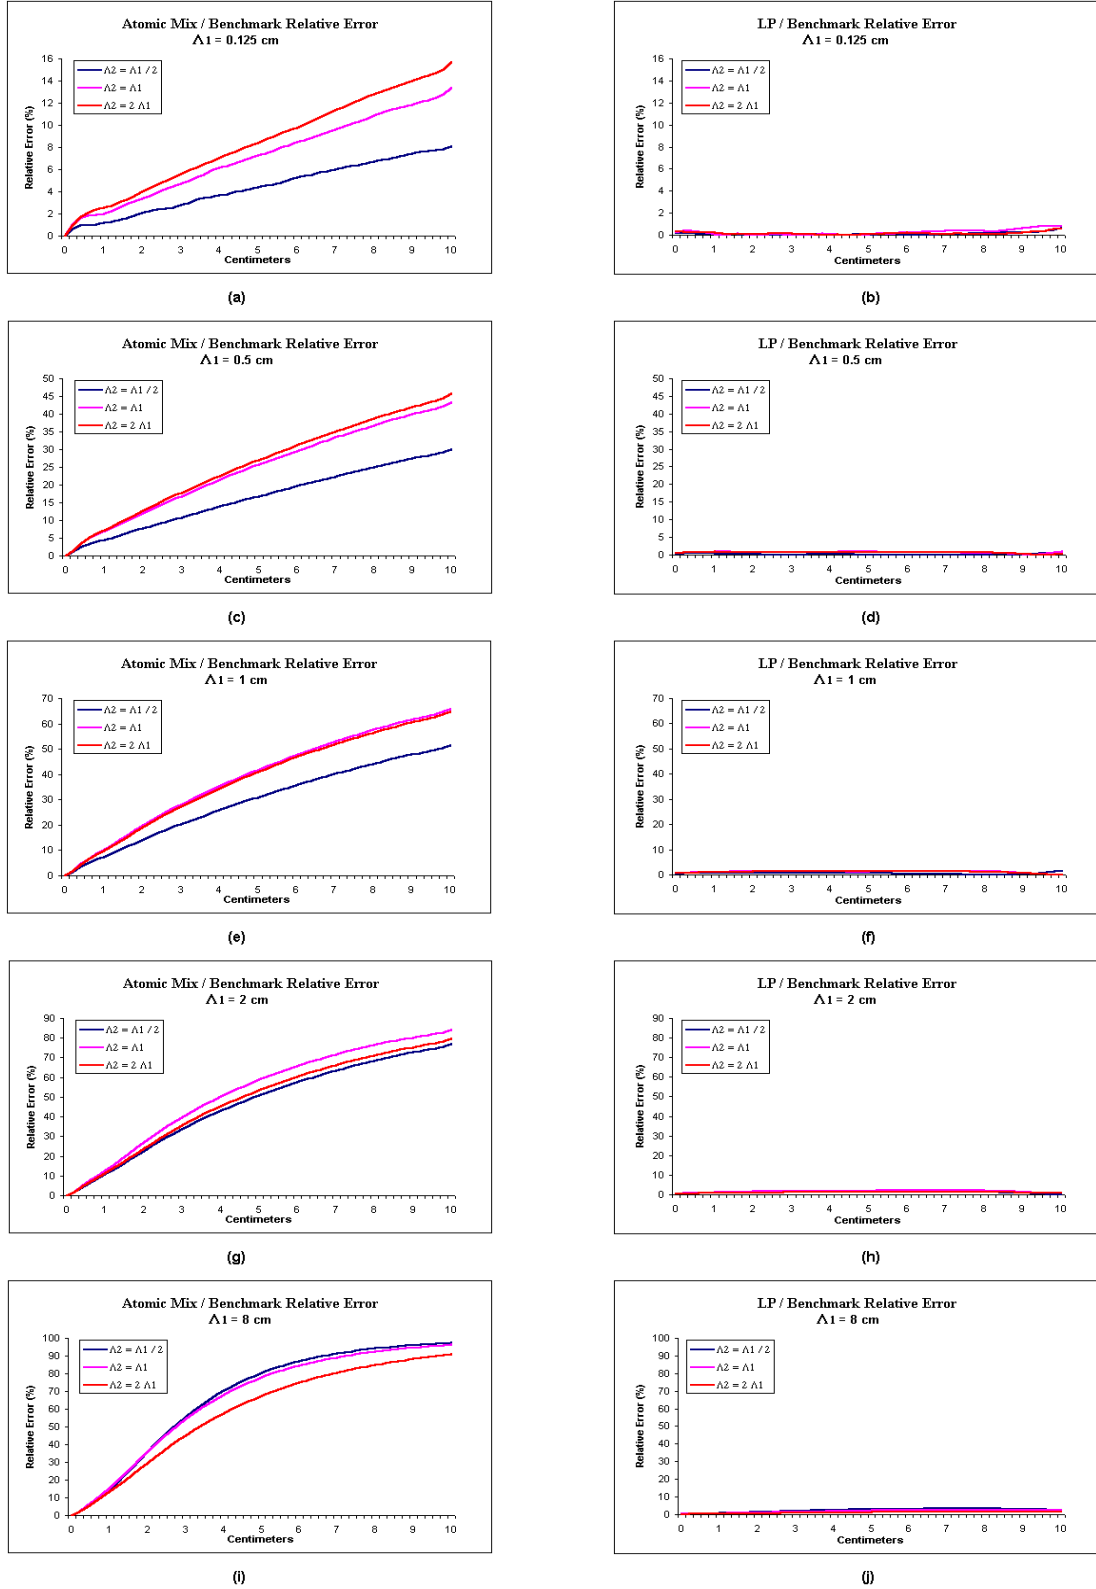 Atomic Mix / Benchmark Relative Error
Λ1 = 0.125 cm
Λ2 = Λ1 / 2
Λ2 = Λ1
Λ2 = 2 Λ1
Relative Error (%)
16
14
12
10
8
6
4
2
0
0 1 2 3 4 5 6 7 8 9 10
Centimeters
(a)
LP / Benchmark Relative Error
Λ1 = 0.125 cm
Λ2 = Λ1 / 2
Λ2 = Λ1
Λ2 = 2 Λ1
Relative Error (%)
16
14
12
10
8
6
4
2
0
0 1 2 3 4 5 6 7 8 9 10
Centimeters
(b)
Atomic Mix / Benchmark Relative Error
Λ1 = 0.5 cm
Λ2 = Λ1 / 2
Λ2 = Λ1
Λ2 = 2 Λ1
Relative Error (%)
50
45
40
35
30
25
20
15
10
5
0
0 1 2 3 4 5 6 7 8 9 10
Centimeters
(c)
LP / Benchmark Relative Error
Λ1 = 0.5 cm
Λ2 = Λ1 / 2
Λ2 = Λ1
Λ2 = 2 Λ1
Relative Error (%)
50
45
40
35
30
25
20
15
10
5
0
0 1 2 3 4 5 6 7 8 9 10
Centimeters
(d)
Atomic Mix / Benchmark Relative Error
Λ1 = 1 cm
Λ2 = Λ1 / 2
Λ2 = Λ1
Λ2 = 2 Λ1
Relative Error (%)
70
60
50
40
30
20
10
0
0 1 2 3 4 5 6 7 8 9 10
Centimeters
(e)
LP / Benchmark Relative Error
Λ1 = 1 cm
Λ2 = Λ1 / 2
Λ2 = Λ1
Λ2 = 2 Λ1
Relative Error (%)
70
60
50
40
30
20
10
0
0 1 2 3 4 5 6 7 8 9 10
Centimeters
(f)
Atomic Mix / Benchmark Relative Error
Λ1 = 2 cm
Λ2 = Λ1 / 2
Λ2 = Λ1
Λ2 = 2 Λ1
Relative Error (%)
90
80
70
60
50
40
30
20
10
0
0 1 2 3 4 5 6 7 8 9 10
Centimeters
(g)
LP / Benchmark Relative Error
Λ1 = 2 cm
Λ2 = Λ1 / 2
Λ2 = Λ1
Λ2 = 2 Λ1
Relative Error (%)
90
80
70
60
50
40
30
20
10
0
0 1 2 3 4 5 6 7 8 9 10
Centimeters
(h)
Atomic Mix / Benchmark Relative Error
Λ1 = 8 cm
Λ2 = Λ1 / 2
Λ2 = Λ1
Λ2 = 2 Λ1
Relative Error (%)
100
90
80
70
60
50
40
30
20
10
0
0 1 2 3 4 5 6 7 8 9 10
Centimeters
(i)
LP / Benchmark Relative Error
Λ1 = 8 cm
Λ2 = Λ1 / 2
Λ2 = Λ1
Λ2 = 2 Λ1
Relative Error (%)
100
90
80
70
60
50
40
30
20
10
0
0 1 2 3 4 5 6 7 8 9 10
Centimeters
(j)